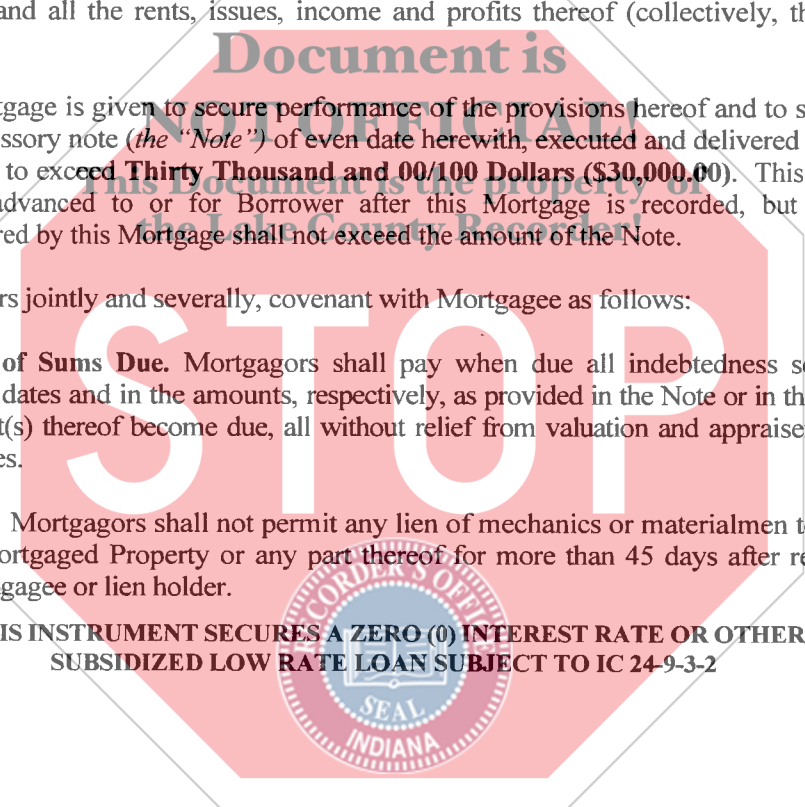 and all the rents, issues, income and profits thereof (collectively, th
Document is
tgage is given to secure performance of the provisions hereof and to s
NOT OFFICIAL!
ssory note (the “Note”) of even date herewith, executed and delivered
to exceed Thirty Thousand and 00/100 Dollars ($30,000.00). This
This Document is the property of
advanced to or for Borrower after this Mortgage is recorded, but
the Lake County Recorder!
red by this Mortgage shall not exceed the amount of the Note.
rs jointly and severally, covenant with Mortgagee as follows:
STOP
of Sums Due. Mortgagors shall pay when due all indebtedness s
dates and in the amounts, respectively, as provided in the Note or in th
t(s) thereof become due, all without relief from valuation and appraise
es.
Mortgagors shall not permit any lien of mechanics or materialmen t
ortgaged Property or any part thereof for more than 45 days after re
gagee or lien holder.
IS INSTRUMENT SECURES A ZERO (0) INTEREST RATE OR OTHER
SUBSIDIZED LOW RATE LOAN SUBJECT TO IC 24-9-3-2
RECORDER'S OFFICE
SEAL
INDIANA